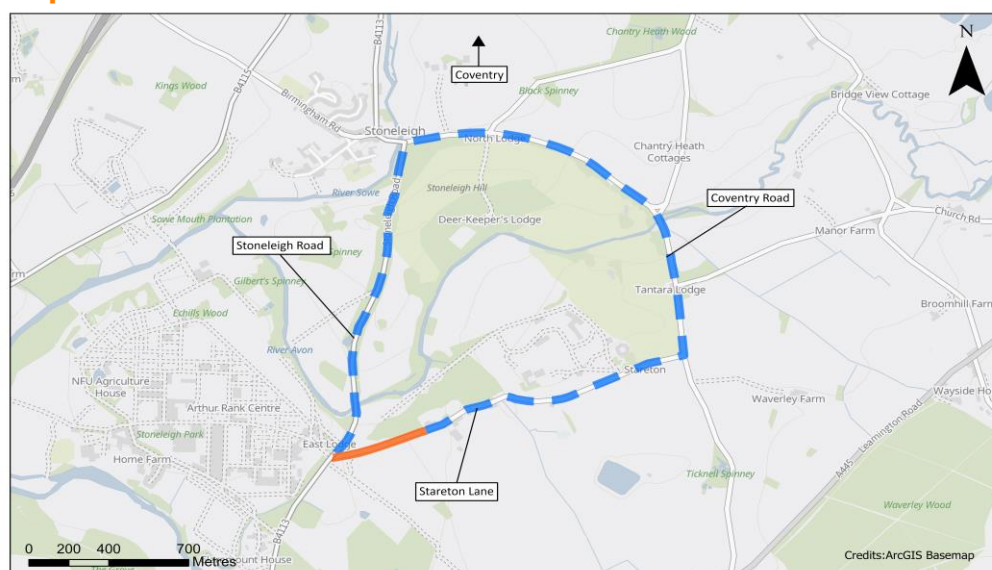 B4113
Chantry Heath Wood
N
Kings Wood
B4115
Coventry
Black Spinney
Bridge View Cottage
Birmingham Rd
Stoneleigh
North Lodge
Chantry Heath
Cottages
River Sowe
Stoneleigh Hill
Sowe Mouth Plantation
Deer-Keeper's Lodge
Coventry Road
Church Rd
Manor Farm
Stoneleigh Road
Spinney
Gilbert's Spinney
Tantara Lodge
Broomhill Farm
Echills Wood
River Avon
NFU Agriculture
House
Stareton
Wayside
Arthur Rank Centre
Waverley Farm
Stoneleigh Park
East Lodge
Home Farm
Leamington Road
A445
Ticknell Spinney
Stareton Lane
Waverley Wood
B4113
0 200 400 700
Metres
ount House
Credits:ArcGIS Basemap